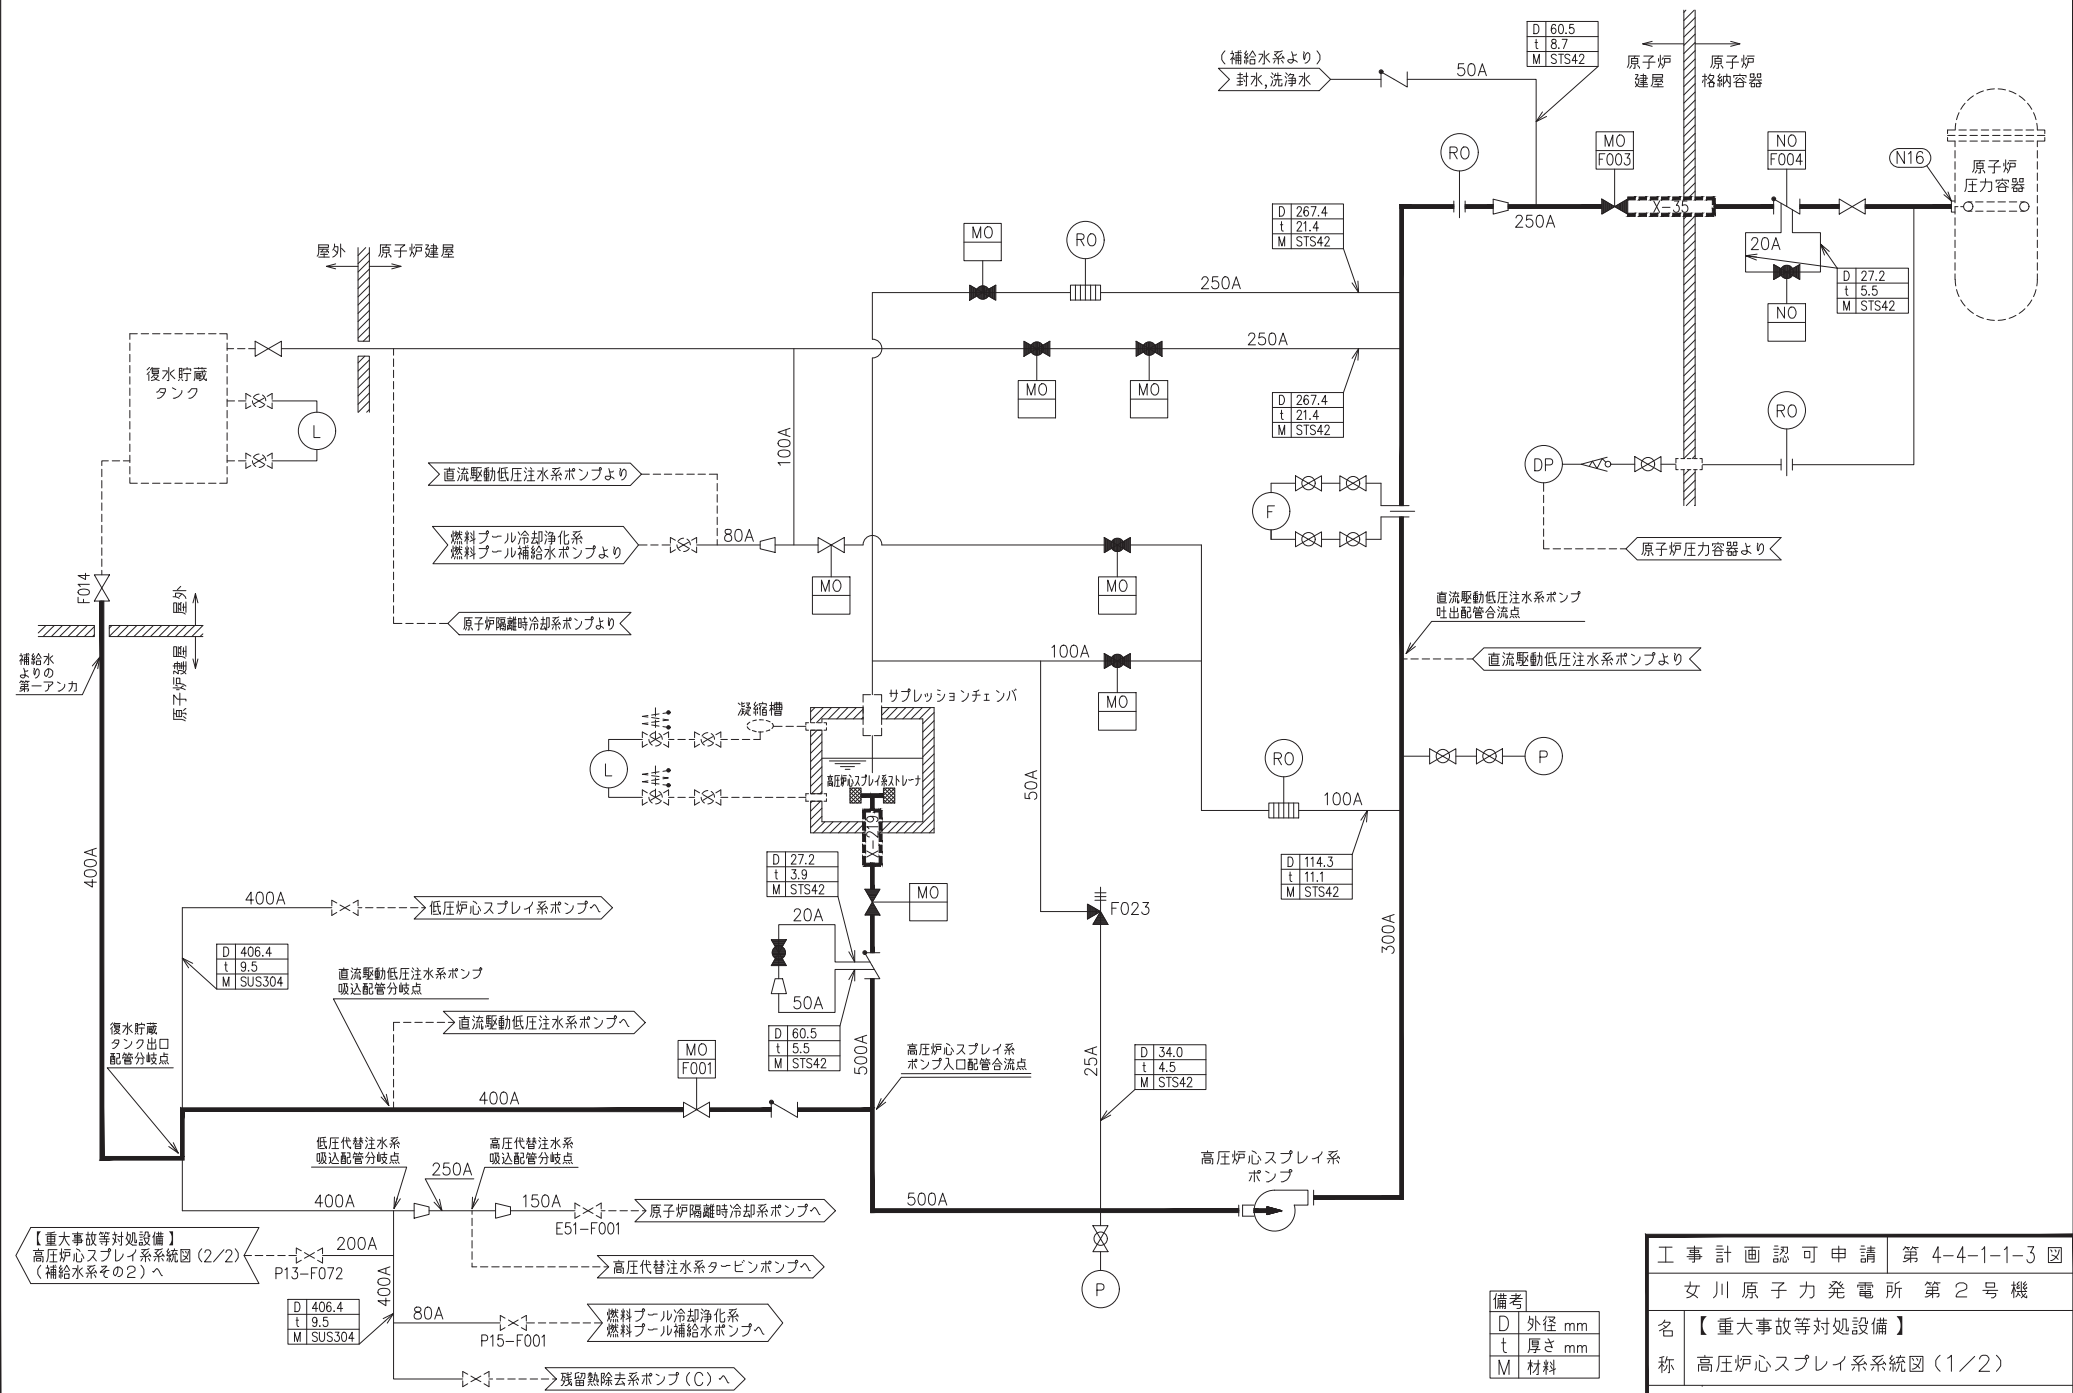 (補給水系より)
封水,洗浄水
50A
D 60.5
t 8.7
M STS42
原子炉
建屋
原子炉
格納容器
RO
MO
F003
NO
F004
N16
原子炉
圧力容器
X-35
250A
20A
D 27.2
t 5.5
M STS42
NO
屋外
原子炉建屋
MO
RO
250A
D 267.4
t 21.4
M STS42
復水貯蔵
タンク
L
MO
MO
250A
D 267.4
t 21.4
M STS42
RO
DP
原子炉圧力容器より
100A
直流駆動低圧注水系ポンプより
燃料プール冷却浄化系
燃料プール補給水ポンプより
80A
MO
MO
F
原子炉隔離時冷却系ポンプより
F014
屋外
原子炉建屋
補給水
よりの
第一アンカ
直流駆動低圧注水系ポンプ
吐出配管合流点
直流駆動低圧注水系ポンプより
100A
MO
サプレッションチェンバ
凝縮槽
L
高圧炉心スプレイ系ストレーナ
X-219
50A
RO
100A
P
D 114.3
t 11.1
M STS42
400A
D 27.2
t 3.9
M STS42
MO
20A
50A
D 60.5
t 5.5
M STS42
500A
F023
300A
400A
低圧炉心スプレイ系ポンプへ
D 406.4
t 9.5
M SUS304
直流駆動低圧注水系ポンプ
吸込配管分岐点
直流駆動低圧注水系ポンプへ
復水貯蔵
タンク出口
配管分岐点
MO
F001
400A
高圧炉心スプレイ系
ポンプ入口配管合流点
25A
D 34.0
t 4.5
M STS42
低圧代替注水系
吸込配管分岐点
高圧代替注水系
吸込配管分岐点
250A
400A
150A
E51-F001
原子炉隔離時冷却系ポンプへ
500A
高圧炉心スプレイ系
ポンプ
【重大事故等対処設備】
高圧炉心スプレイ系系統図(2/2)
(補給水系その2)へ
P13-F072
200A
400A
高圧代替注水系タービンポンプへ
P
D 406.4
t 9.5
M SUS304
80A
P15-F001
燃料プール冷却浄化系
燃料プール補給水ポンプへ
残留熱除去系ポンプ(C)へ
備考
D 外径 mm
t 厚さ mm
M 材料
工事計画認可申請 第4-4-1-1-3図
女川原子力発電所 第2号機
名称
【重大事故等対処設備】
高圧炉心スプレイ系系統図(1/2)